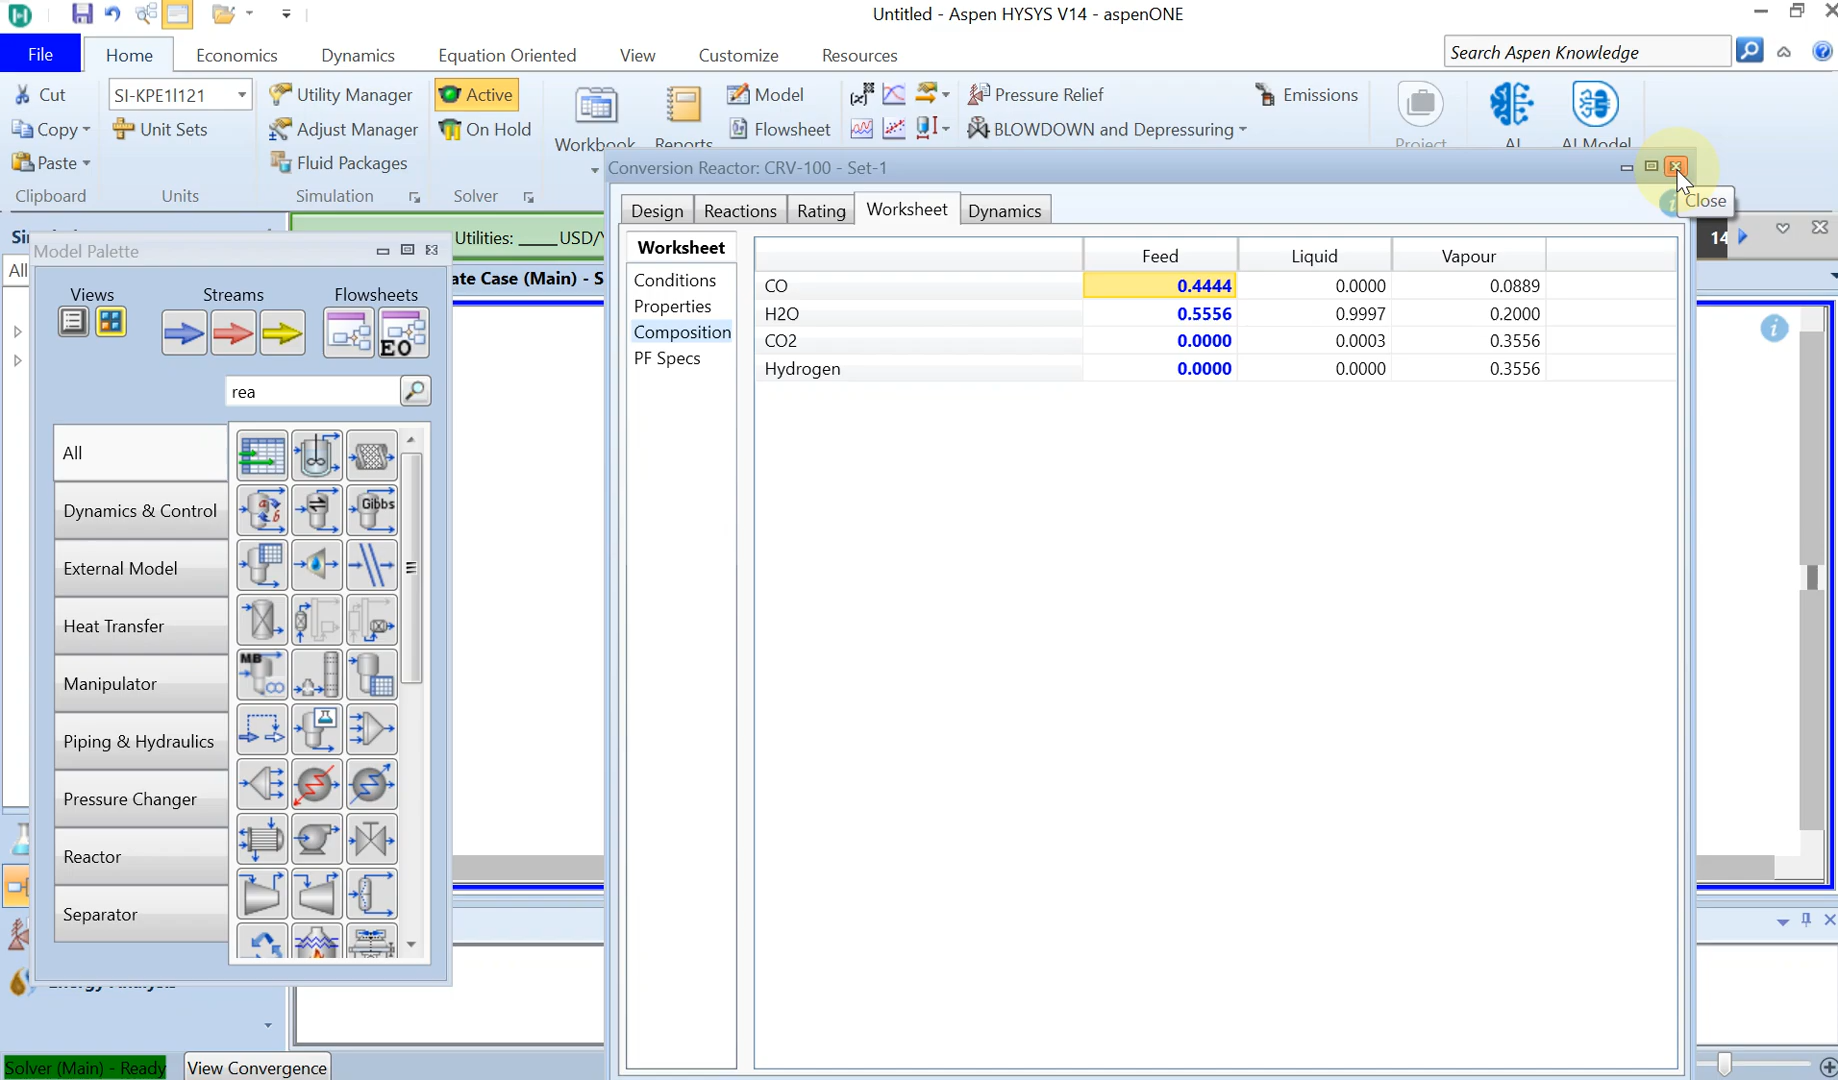 Untitled - Aspen HYSYS V14 - aspenONE
File Home Economics Dynamics Equation Oriented View Customize Resources
Search Aspen Knowledge
Cut SI-KPE1l121 Utility Manager Active Model Pressure Relief Emissions
Copy Unit Sets Adjust Manager On Hold Workbook Reports Flowsheet BLOWDOWN and Depressuring Project AI AI Model
Paste Fluid Packages
Clipboard Units Simulation Solver
Conversion Reactor: CRV-100 - Set-1
Close
Design Reactions Rating Worksheet Dynamics
Utilities: ____USD/Y
14
Model Palette
All
ate Case (Main) - S
Views Streams Flowsheets
EO
rea
All
Dynamics & Control
External Model
Heat Transfer
Manipulator
Piping & Hydraulics
Pressure Changer
Reactor
Separator
Gibbs
MB
Worksheet
Conditions
Properties
Composition
PF Specs
Feed Liquid Vapour
CO 0.4444 0.0000 0.0889
H2O 0.5556 0.9997 0.2000
CO2 0.0000 0.0003 0.3556
Hydrogen 0.0000 0.0000 0.3556
Solver (Main) - Ready View Convergence